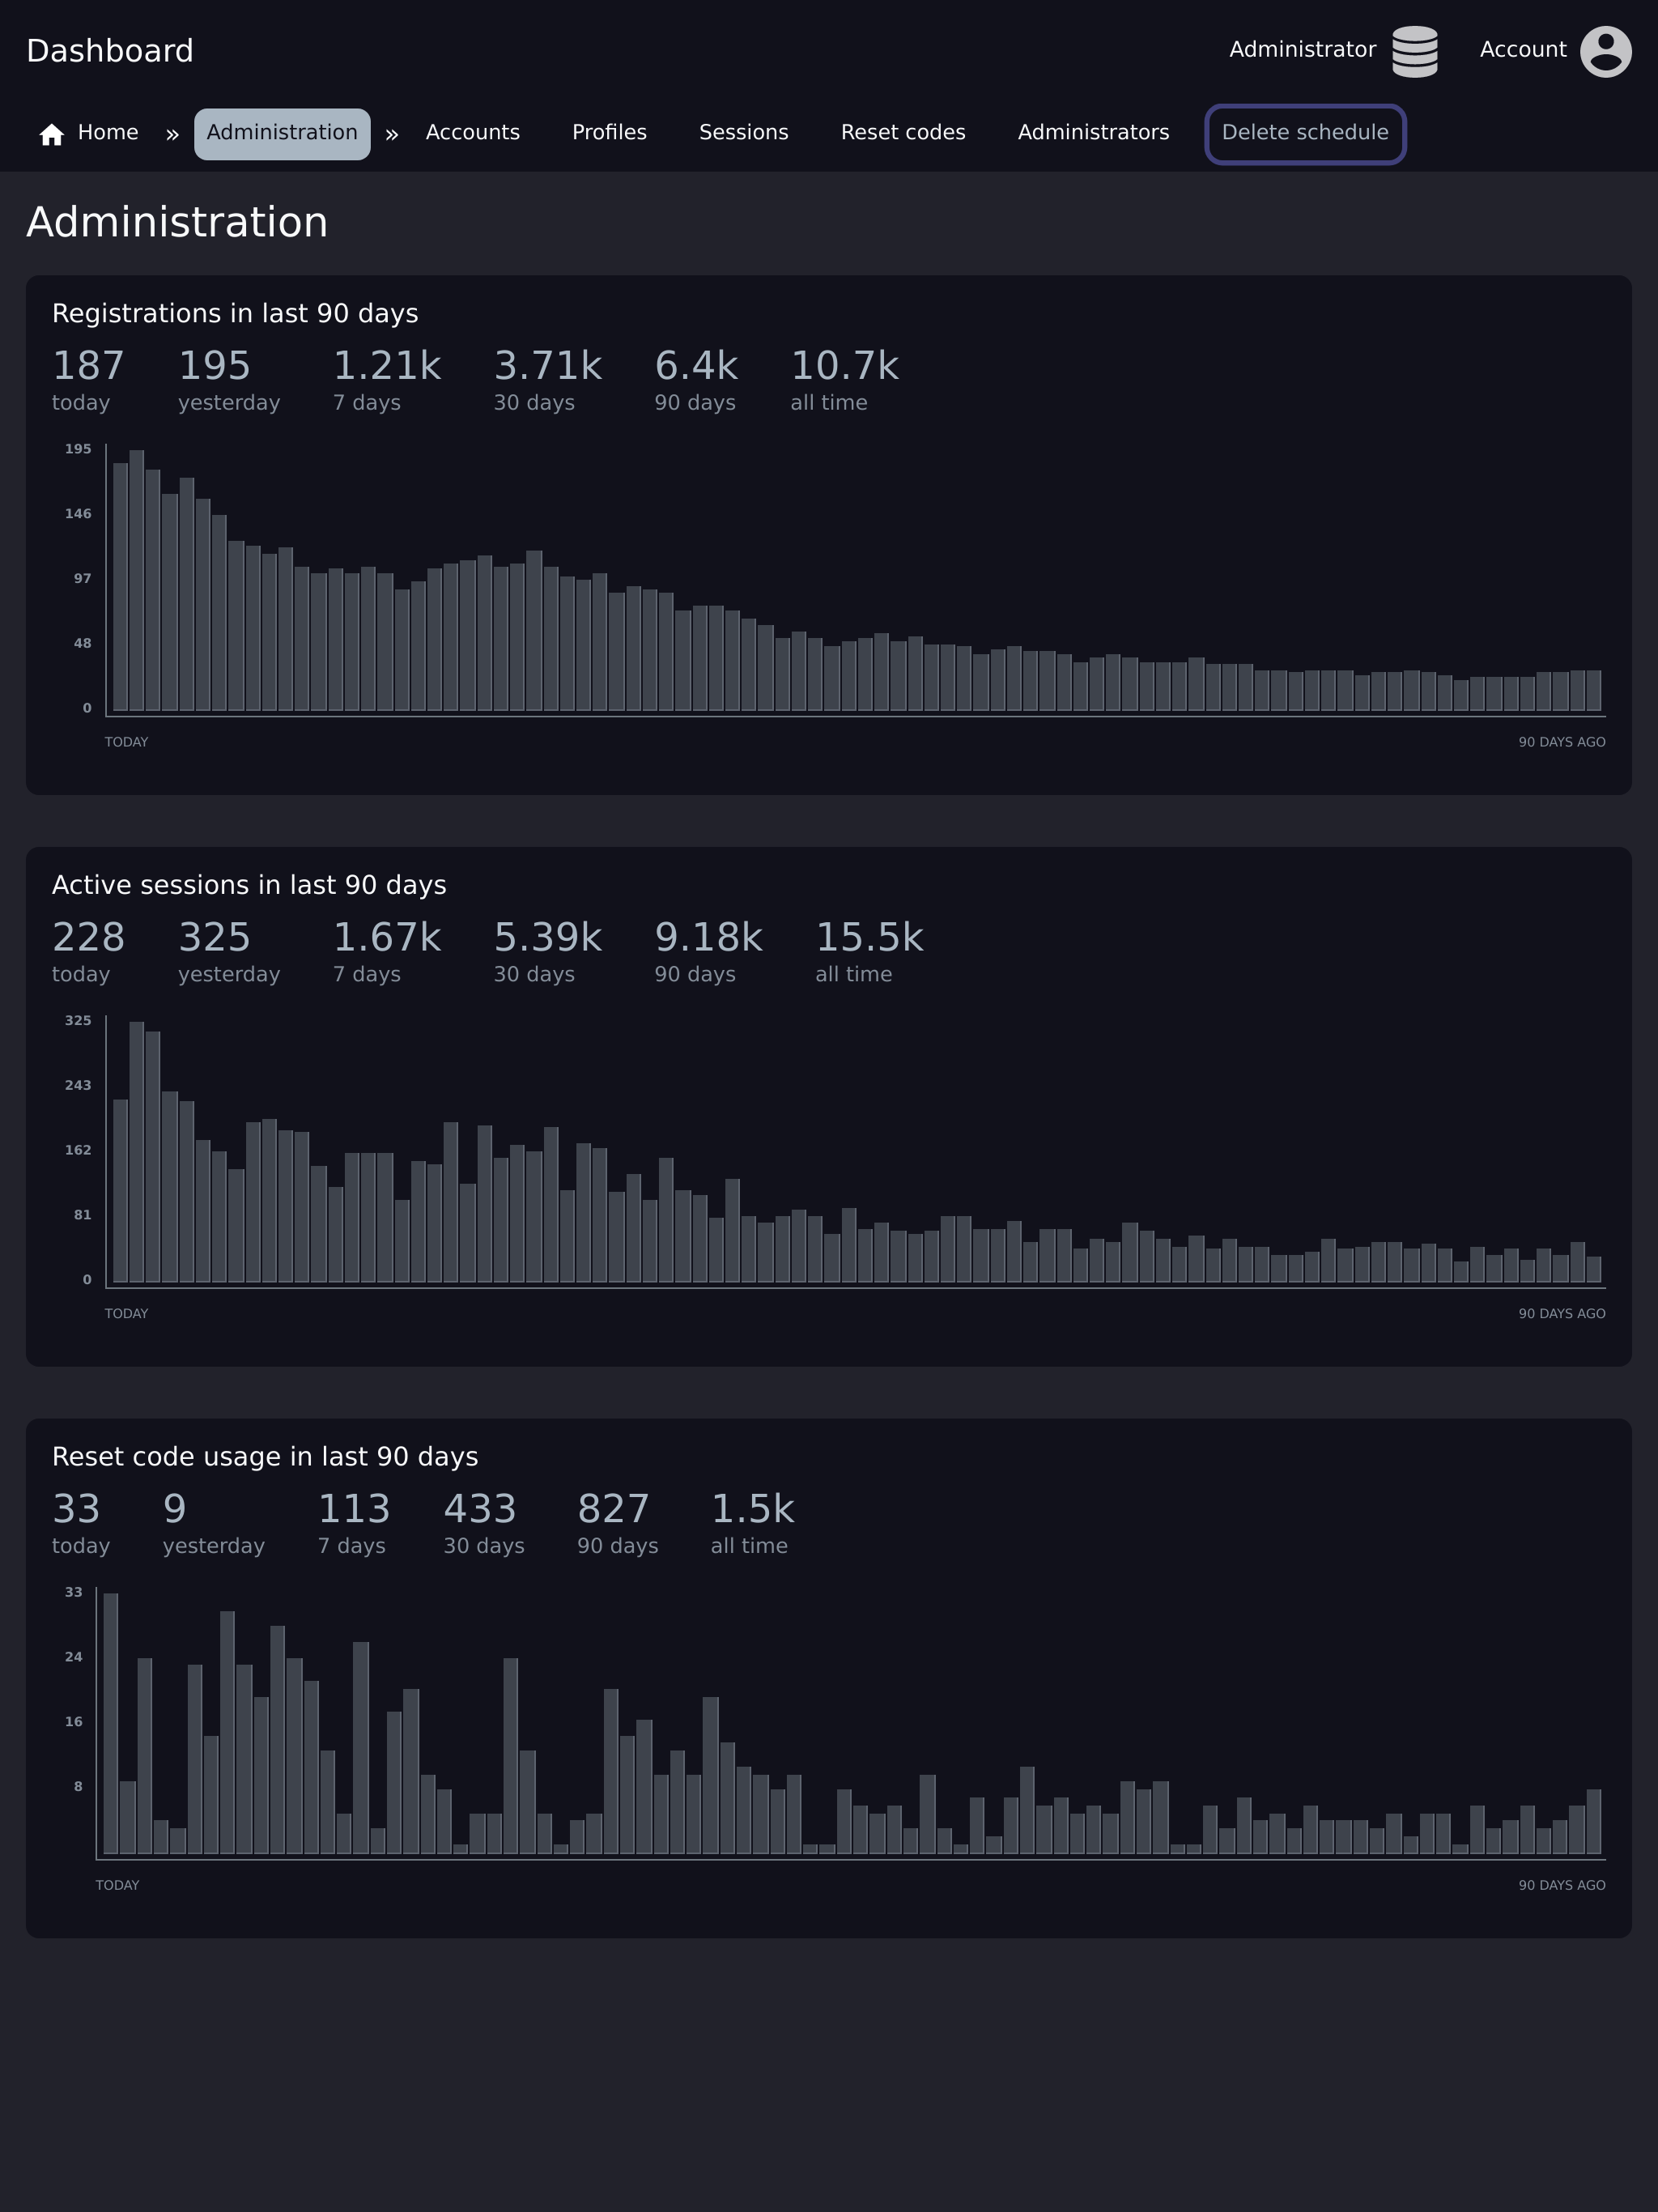 Dashboard
Administrator
Account
Home » Administration » Accounts Profiles Sessions Reset codes Administrators Delete schedule
Administration
Registrations in last 90 days
187 195 1.21k 3.71k 6.4k 10.7k
today yesterday 7 days 30 days 90 days all time
195
146
97
48
0
TODAY 90 DAYS AGO
Active sessions in last 90 days
228 325 1.67k 5.39k 9.18k 15.5k
today yesterday 7 days 30 days 90 days all time
325
243
162
81
0
TODAY 90 DAYS AGO
Reset code usage in last 90 days
33 9 113 433 827 1.5k
today yesterday 7 days 30 days 90 days all time
33
24
16
8
TODAY 90 DAYS AGO